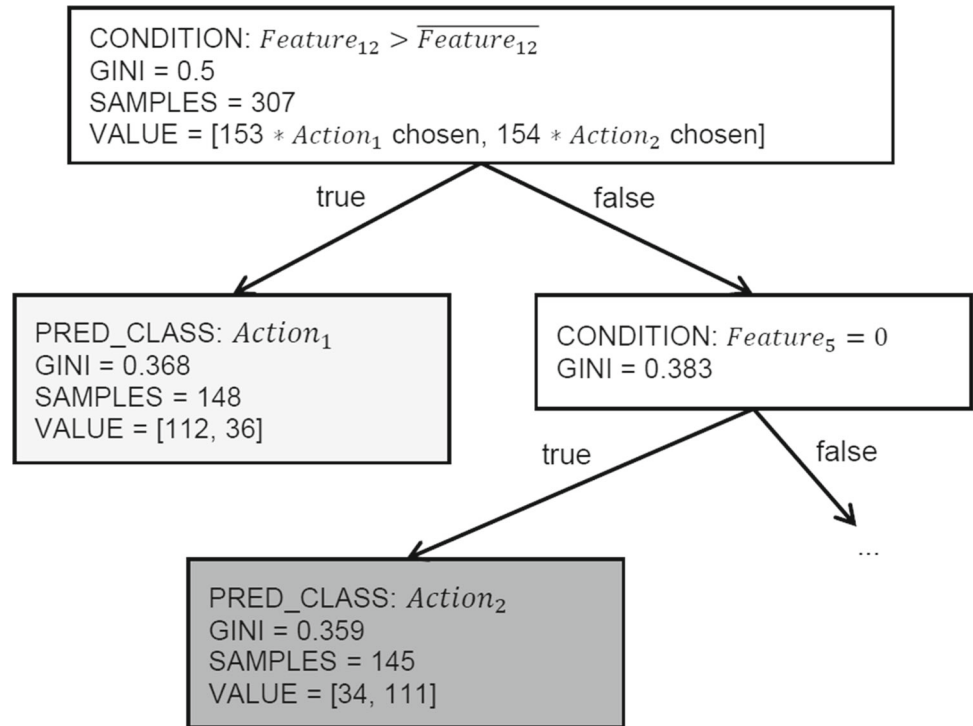 CONDITION: Feature₁₂ > \overline{Feature₁₂}
GINI = 0.5
SAMPLES = 307
VALUE = [153 * Action₁ chosen, 154 * Action₂ chosen]
true
false
PRED_CLASS: Action₁
GINI = 0.368
SAMPLES = 148
VALUE = [112, 36]
CONDITION: Feature₅ = 0
GINI = 0.383
true
false
...
PRED_CLASS: Action₂
GINI = 0.359
SAMPLES = 145
VALUE = [34, 111]